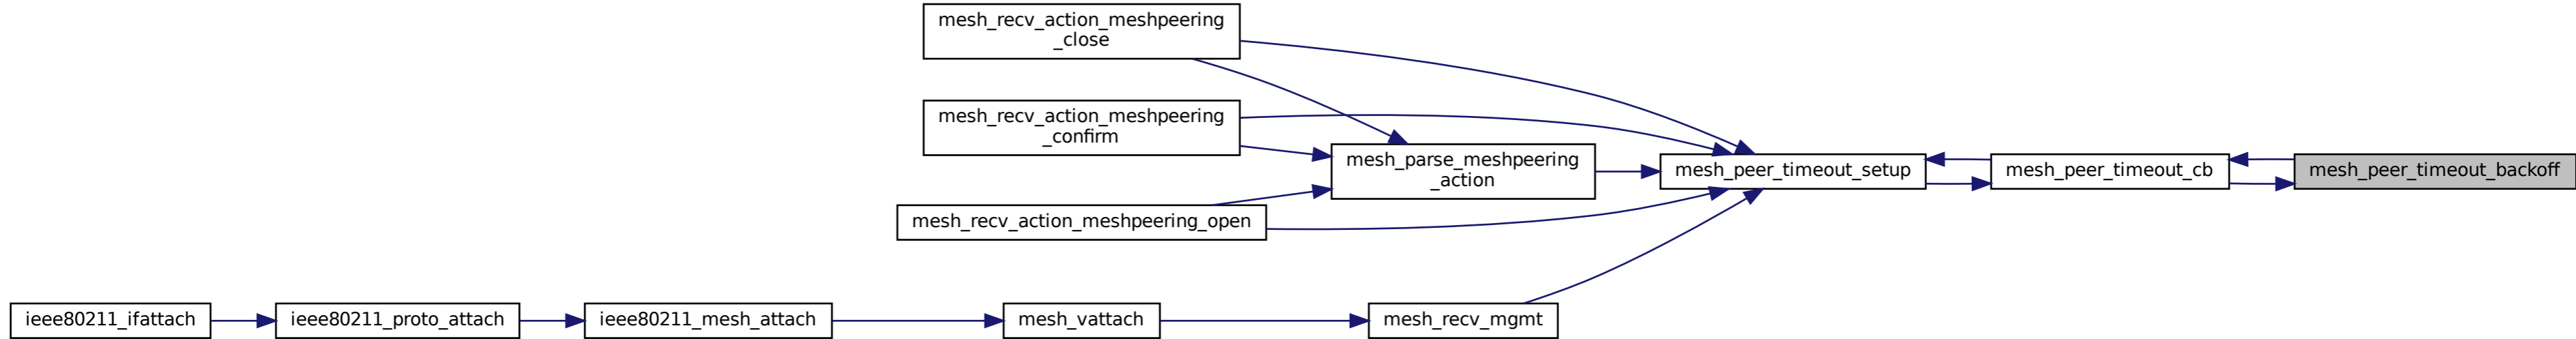 mesh_recv_action_meshpeering
_close
mesh_recv_action_meshpeering
_confirm
mesh_parse_meshpeering
_action
mesh_peer_timeout_setup
mesh_peer_timeout_cb
mesh_peer_timeout_backoff
mesh_recv_action_meshpeering_open
ieee80211_ifattach
ieee80211_proto_attach
ieee80211_mesh_attach
mesh_vattach
mesh_recv_mgmt